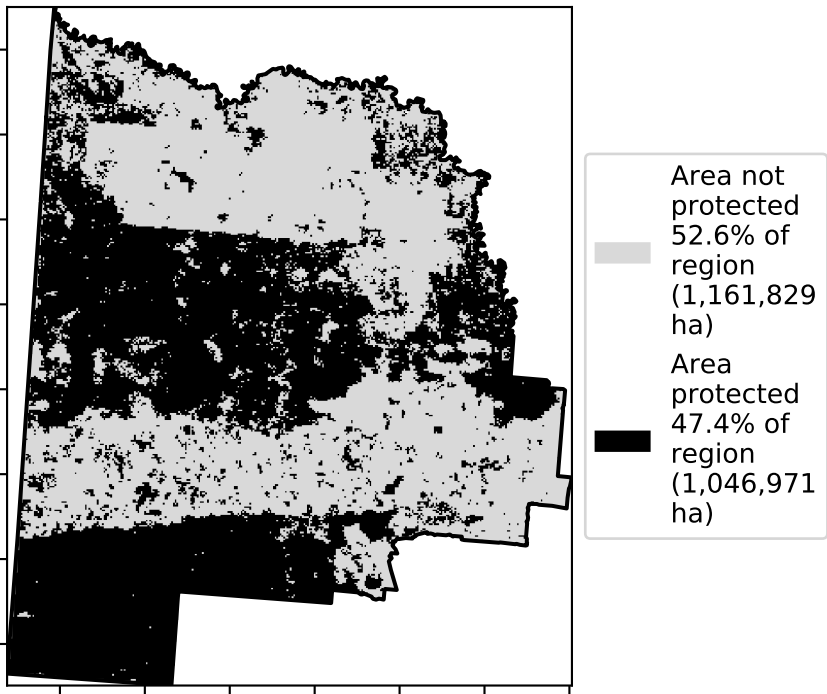 Area not
protected
52.6% of
region
(1,161,829
ha)
Area
protected
47.4% of
region
(1,046,971
ha)